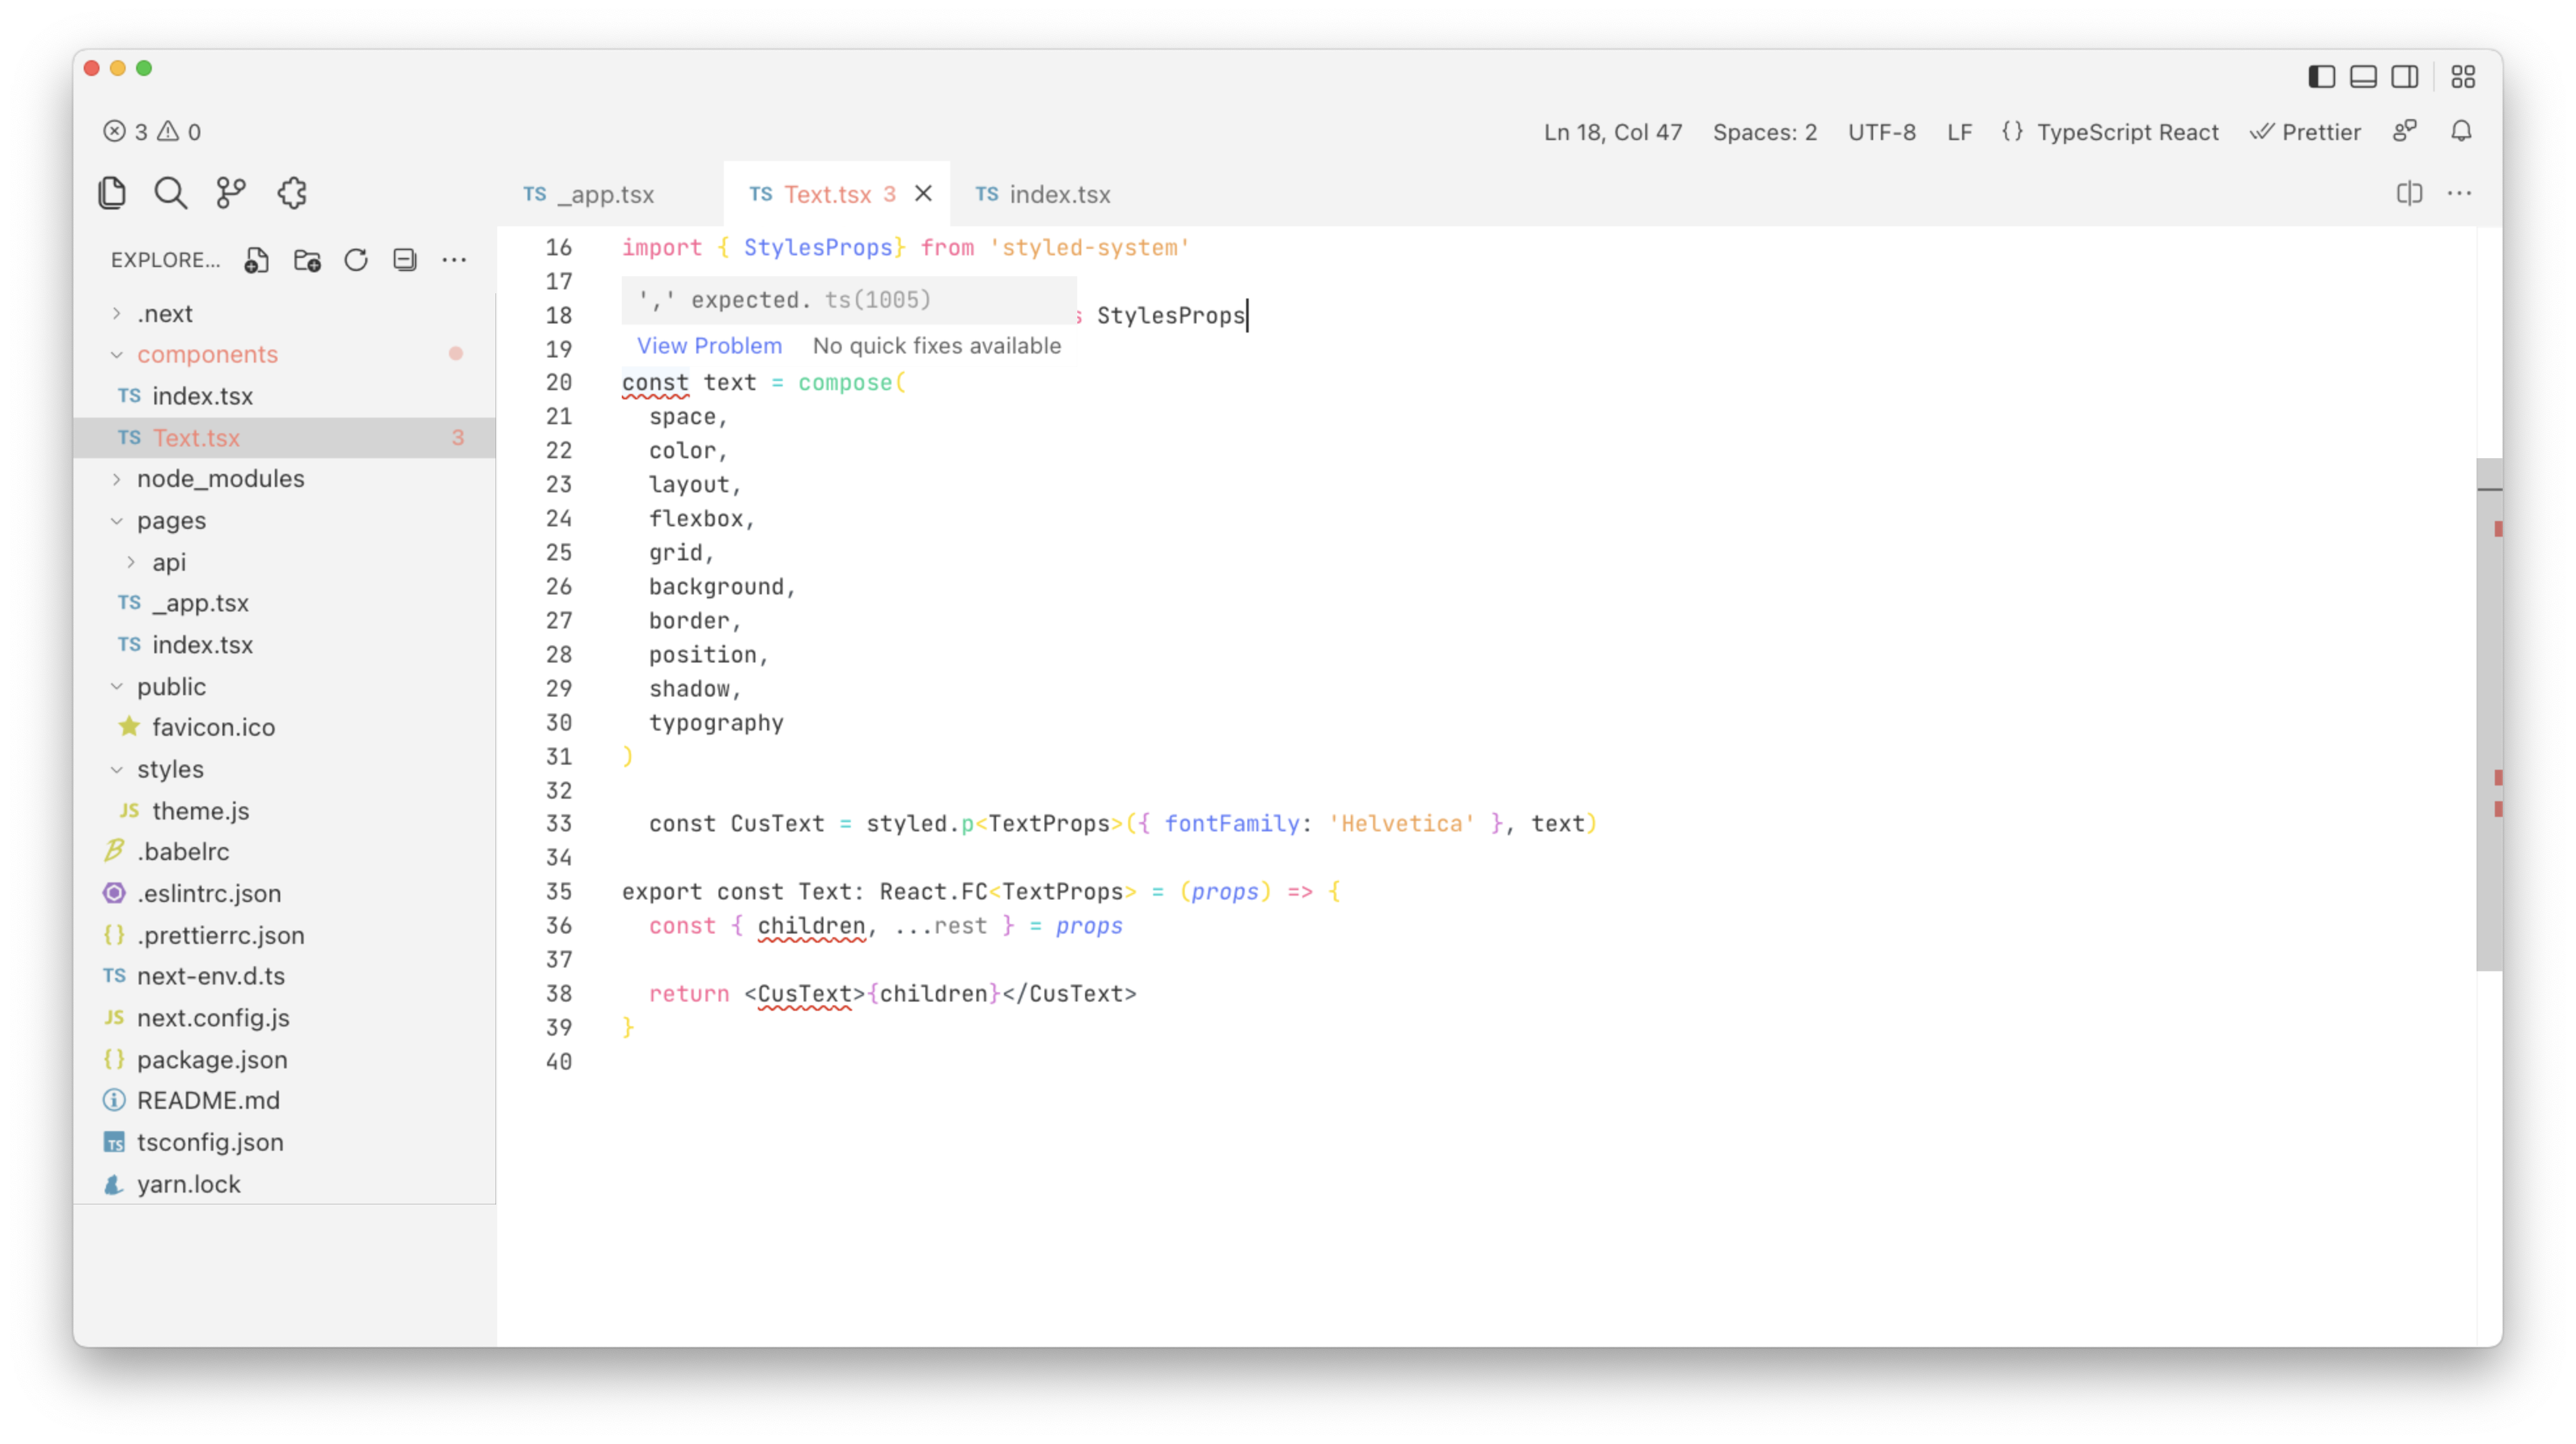 3 0
Ln 18, Col 47 Spaces: 2 UTF-8 LF {} TypeScript React Prettier
TS _app.tsx TS Text.tsx 3 TS index.tsx
EXPLORE...
.next
components
TS index.tsx
TS Text.tsx 3
node_modules
pages
api
TS _app.tsx
TS index.tsx
public
favicon.ico
styles
JS theme.js
.babelrc
.eslintrc.json
{} .prettierrc.json
TS next-env.d.ts
JS next.config.js
{} package.json
README.md
TS tsconfig.json
yarn.lock
16 import { StylesProps} from 'styled-system'
17
',' expected. ts(1005)
18 s StylesProps
19
View Problem No quick fixes available
20 const text = compose(
21 space,
22 color,
23 layout,
24 flexbox,
25 grid,
26 background,
27 border,
28 position,
29 shadow,
30 typography
31 )
32
33 const CusText = styled.p<TextProps>({ fontFamily: 'Helvetica' }, text)
34
35 export const Text: React.FC<TextProps> = (props) => {
36 const { children, ...rest } = props
37
38 return <CusText>{children}</CusText>
39 }
40